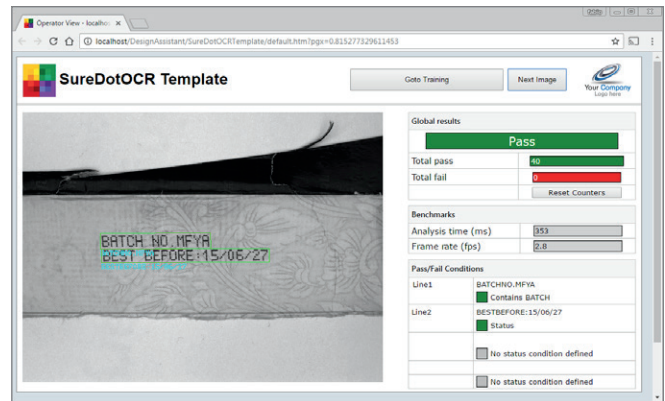 Operator View - localhos
localhost/DesignAssistant/SureDotOCRTemplate/default.htm?pgx=0.815277329611453
SureDotOCR Template
Goto Training
Next Image
Your Company
Logo here
BATCH NO.MFYA
BEST BEFORE:15/06/27
Global results
Pass
Total pass 40
Total fail 0
Reset Counters
Benchmarks
Analysis time (ms) 353
Frame rate (fps) 2.8
Pass/Fail Conditions
Line1 BATCHNO.MFYA
Contains BATCH
Line2 BESTBEFORE:15/06/27
Status
No status condition defined
No status condition defined